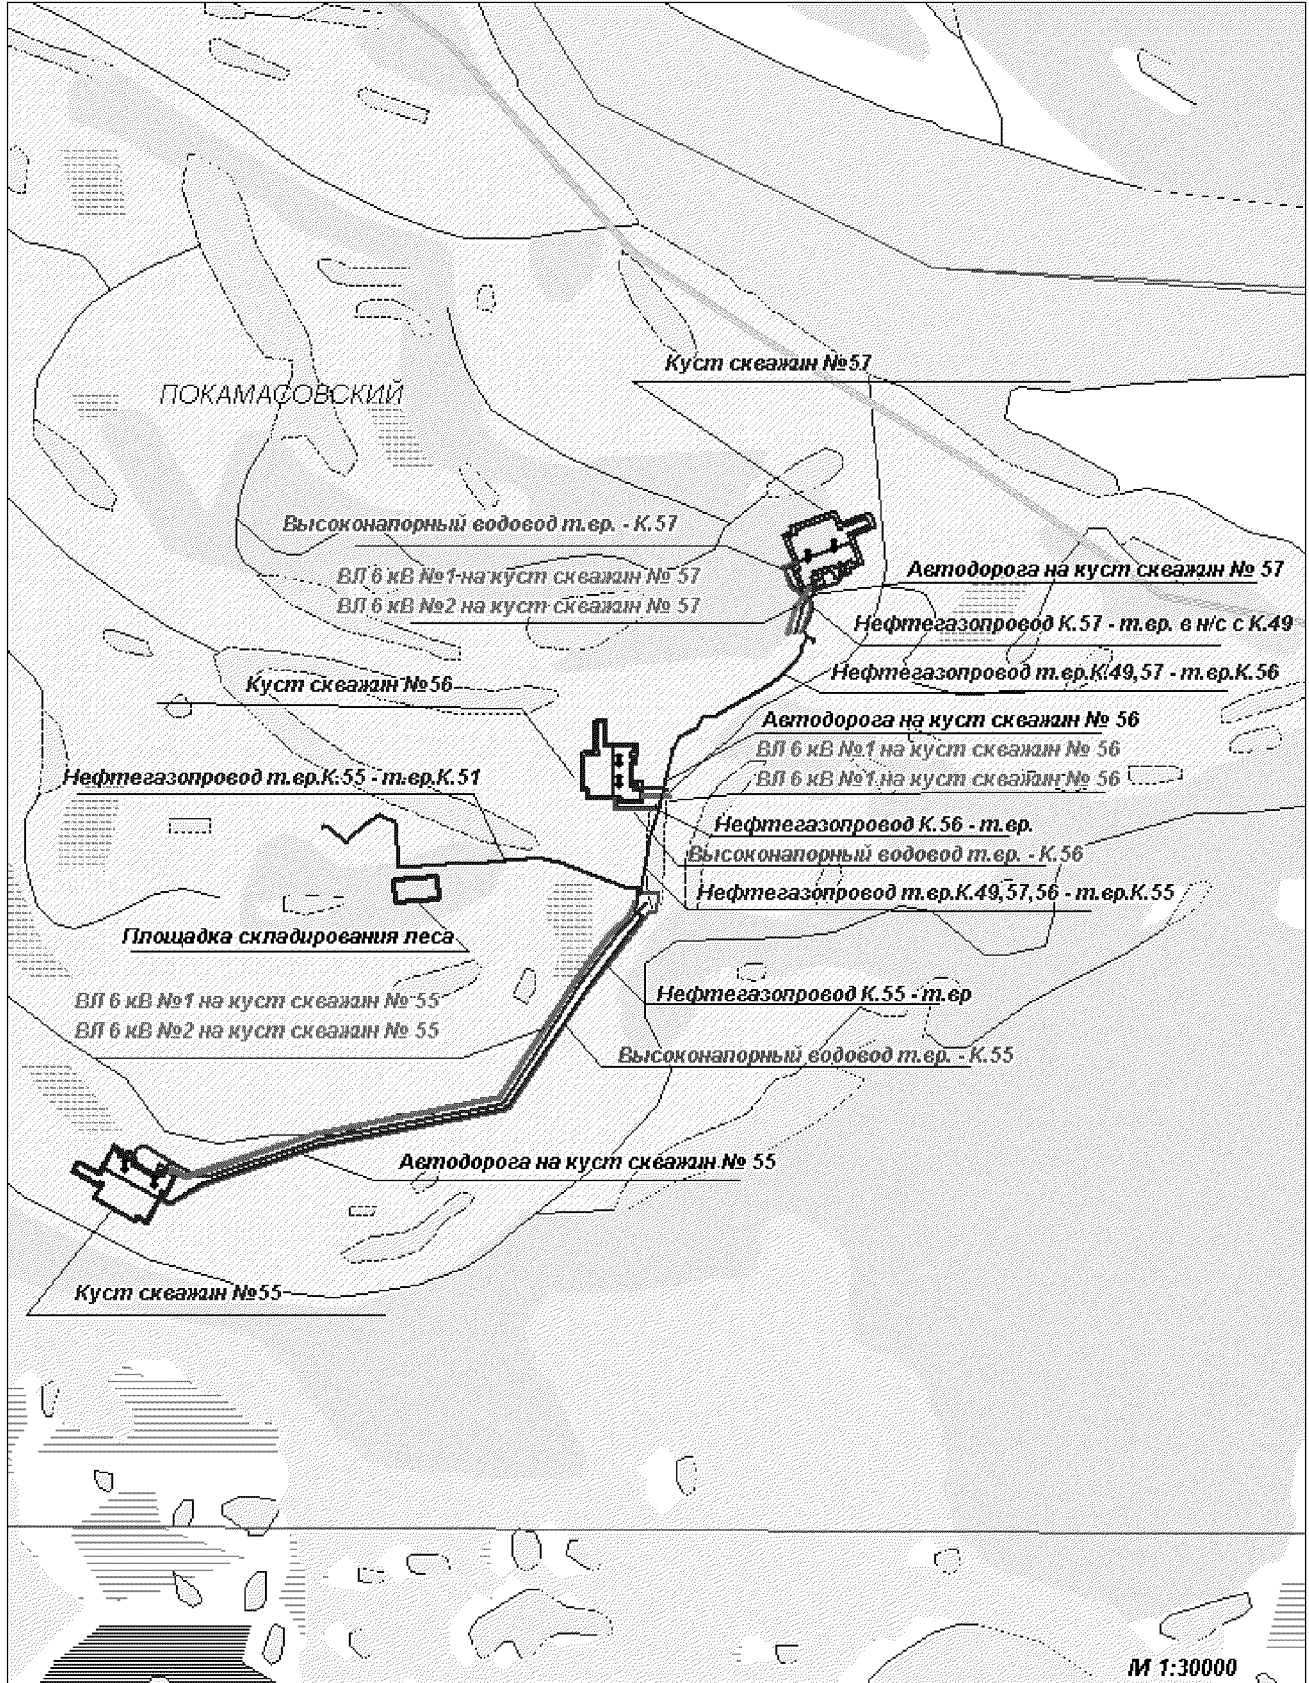 Куст скважин №57
ПОКАМАСОВСКИЙ
Высоконапорный водовод т.вр. - К.57
ВЛ 6 кВ №1 на куст скважин № 57
ВЛ 6 кВ №2 на куст скважин № 57
Автодорога на куст скважин № 57
Нефтегазопровод К.57 - т.вр. в н/с с К.49
Нефтегазопровод т.вр.К.49,57 - т.вр.К.56
Куст скважин №56
Автодорога на куст скважин № 56
ВЛ 6 кВ №1 на куст скважин № 56
ВЛ 6 кВ №1 на куст скважин № 56
Нефтегазопровод т.вр.К.55 - т.вр.К.51
Нефтегазопровод К.56 - т.вр.
Высоконапорный водовод т.вр. - К.56
Нефтегазопровод т.вр.К.49,57,56 - т.вр.К.55
Площадка складирования леса
Нефтегазопровод К.55 - т.вр
ВЛ 6 кВ №1 на куст скважин № 55
ВЛ 6 кВ №2 на куст скважин № 55
Высоконапорный водовод т.вр. - К.55
Автодорога на куст скважин № 55
Куст скважин №55
М 1:30000